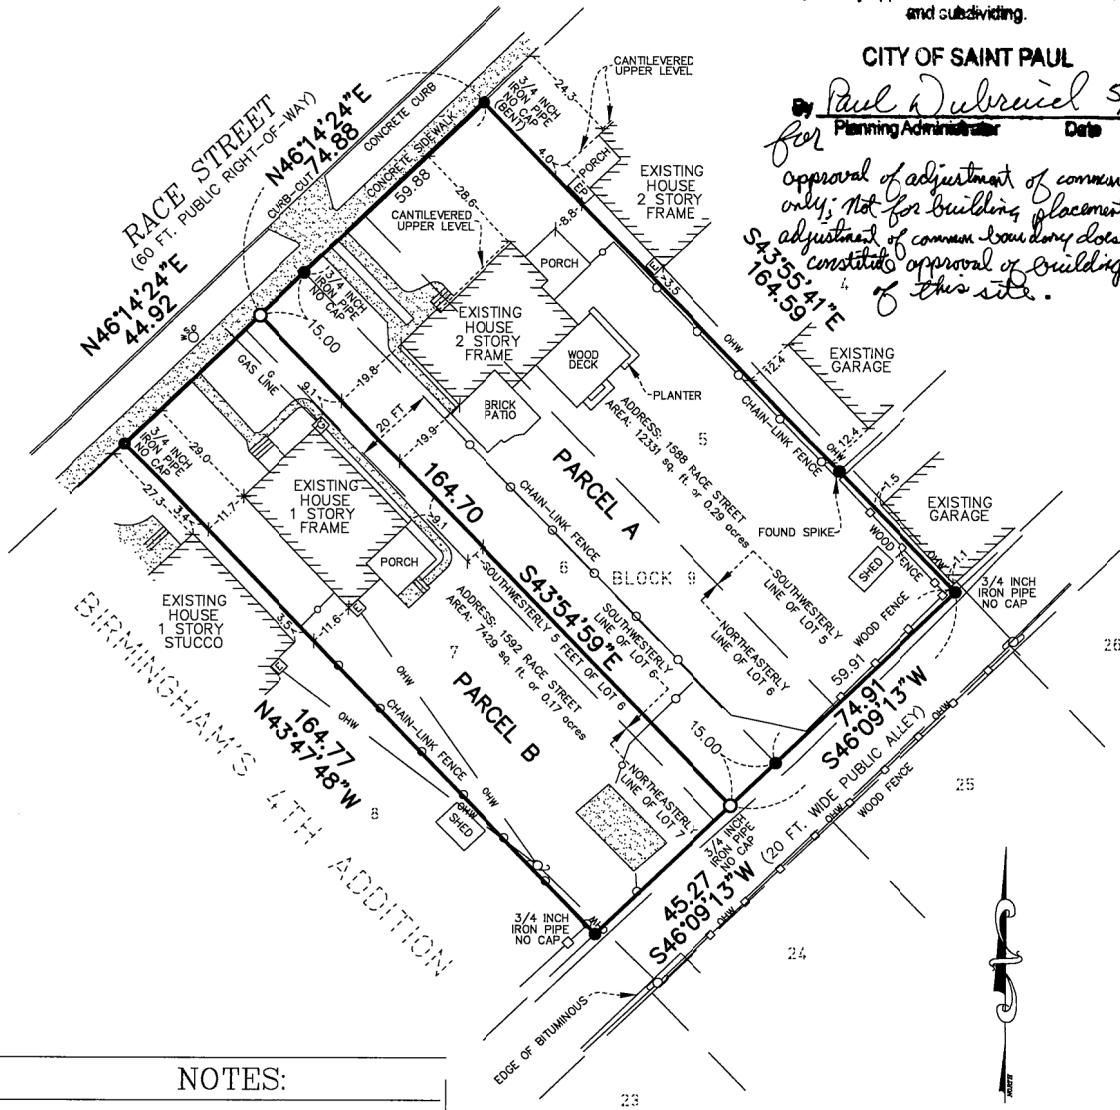 and subdividing.
CITY OF SAINT PAUL
By Paul Dubruiel
for Planning Administrator Date
approval of adjustment of common
only; Not for building placement
adjustment of common boundary does
constitute approval of building
of this site.
RACE STREET
(60 FT. PUBLIC RIGHT-OF-WAY)
N46°14'24"E
74.88
N46°14'24"E
44.92
CONCRETE CURB
CONCRETE SIDEWALK
CURB-CUT
59.88
3/4 INCH
IRON PIPE
NO CAP
(BENT)
CANTILEVERED
UPPER LEVEL
24.3
4.0
PORCH
EXISTING
HOUSE
2 STORY
FRAME
28.6
8.8
CANTILEVERED
UPPER LEVEL
PORCH
E
3.5
S43°55'41"E
164.59
4
3/4 INCH
IRON PIPE
NO CAP
15.00
EXISTING
HOUSE
2 STORY
FRAME
WOOD
DECK
PLANTER
BRICK
PATIO
OHW
12.4
EXISTING
GARAGE
CHAIN-LINK FENCE
OHW
12.4
GAS LINE
G
9.1
19.8
20 FT
19.9
ADDRESS: 1588 RACE STREET
AREA: 12331 sq. ft. or 0.29 acres
5
PARCEL A
FOUND SPIKE
1.5
EXISTING
GARAGE
WOOD FENCE
OHW
1.1
SHED
3/4 INCH
IRON PIPE
NO CAP
3/4 INCH
IRON PIPE
NO CAP
29.0
27.3
3.4
11.7
EXISTING
HOUSE
1 STORY
FRAME
PORCH
164.70
S43°54'59"E
9.1
CHAIN-LINK FENCE
6
BLOCK 9
SOUTHWESTERLY
LINE OF LOT 5
NORTHEASTERLY
LINE OF LOT 6
SOUTHWESTERLY
LINE OF LOT 6
WOOD FENCE
59.91
74.91
S46°09'13"W
26
EXISTING
HOUSE
1 STORY
STUCCO
3.5
11.6
E
E
OHW
SOUTHWESTERLY 5 FEET OF LOT 6
ADDRESS: 1592 RACE STREET
AREA: 7429 sq. ft. or 0.17 acres
7
PARCEL B
15.00
NORTHEASTERLY
LINE OF LOT 7
(20 FT. WIDE PUBLIC ALLEY)
OHW
WOOD FENCE
OHW
25
BIRMINGHAM'S 4TH ADDITION
164.77
N43°47'48"W
OHW
CHAIN-LINK FENCE
OHW
OHW
8
SHED
3/4 INCH
IRON PIPE
NO CAP
45.27
S46°09'13"W
OHW
3/4 INCH
IRON PIPE
NO CAP
24
EDGE OF BITUMINOUS
NOTES:
23